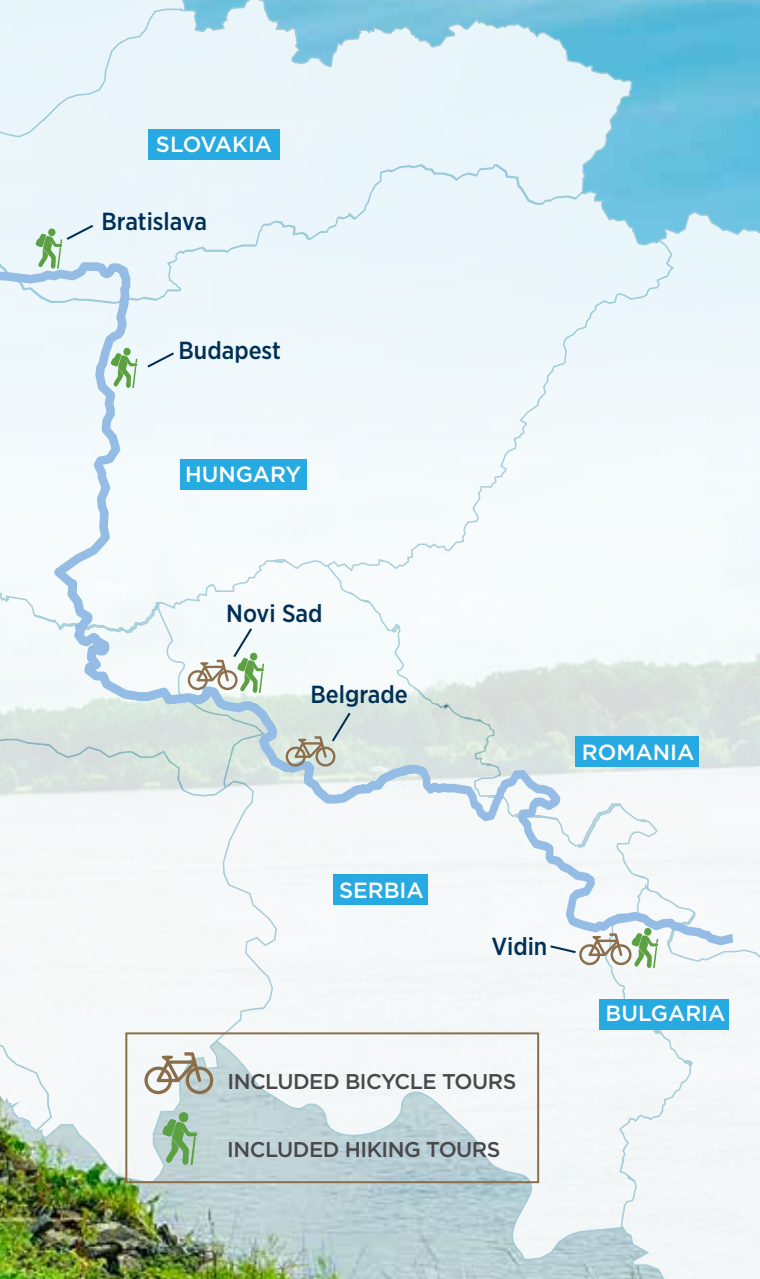 SLOVAKIA
Bratislava
Budapest
HUNGARY
Novi Sad
Belgrade
ROMANIA
SERBIA
Vidin
BULGARIA
INCLUDED BICYCLE TOURS
INCLUDED HIKING TOURS